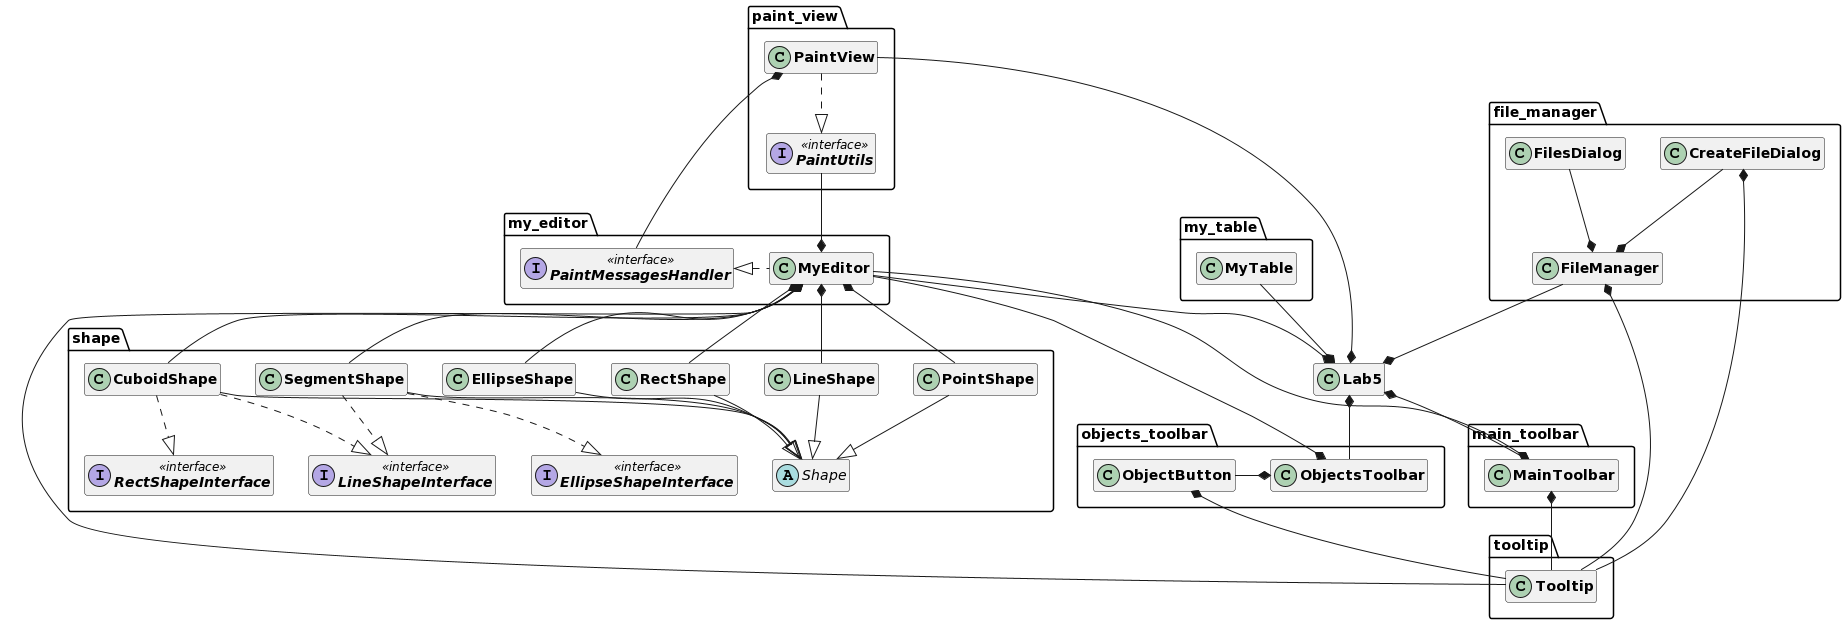 paint_view
C PaintView
«interface»
I PaintUtils
file_manager
C FilesDialog
C CreateFileDialog
C FileManager
my_editor
«interface»
I PaintMessagesHandler
C MyEditor
my_table
C MyTable
shape
C CuboidShape
C SegmentShape
C EllipseShape
C RectShape
C LineShape
C PointShape
C Lab5
«interface»
I RectShapeInterface
«interface»
I LineShapeInterface
«interface»
I EllipseShapeInterface
A Shape
objects_toolbar
C ObjectButton
C ObjectsToolbar
main_toolbar
C MainToolbar
tooltip
C Tooltip